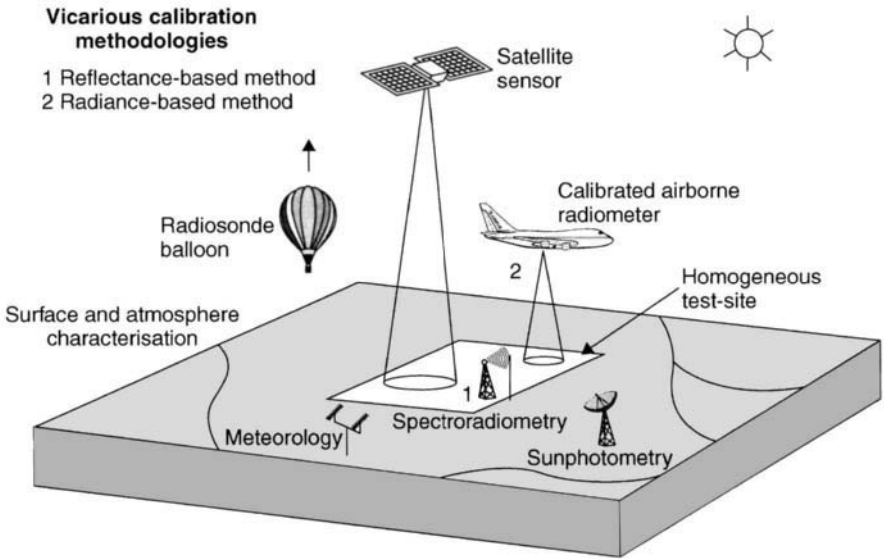 Vicarious calibration
methodologies
1 Reflectance-based method
2 Radiance-based method
Satellite
sensor
Radiosonde
balloon
Calibrated airborne
radiometer
2
Homogeneous
test-site
Surface and atmosphere
characterisation
1
Spectroradiometry
Meteorology
Sunphotometry